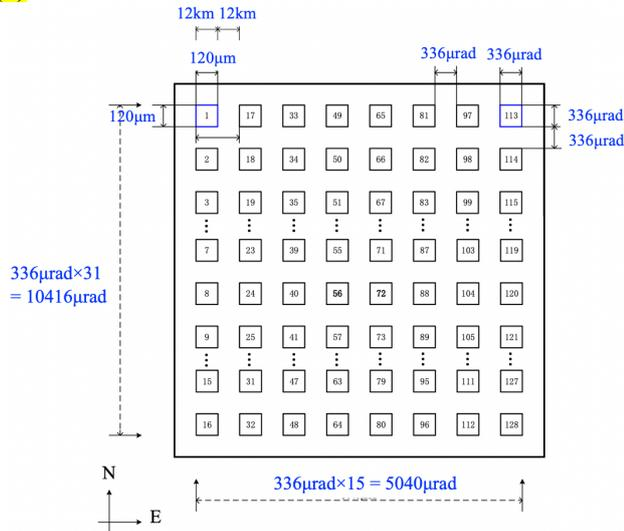 12km 12km
120μm
336μrad 336μrad
120μm
1 17 33 49 65 81 97 113
336μrad
336μrad
2 18 34 50 66 82 98 114
3 19 35 51 67 83 99 115
7 23 39 55 71 87 103 119
336μrad×31
= 10416μrad
8 24 40 56 72 88 104 120
9 25 41 57 73 89 105 121
15 31 47 63 79 95 111 127
16 32 48 64 80 96 112 128
336μrad×15 = 5040μrad
N
E